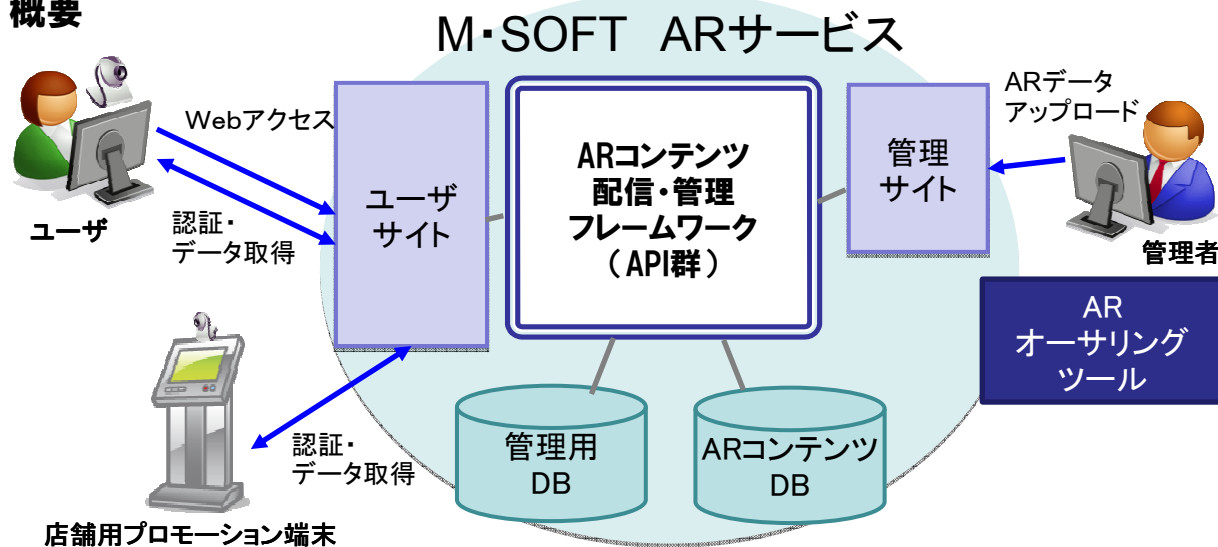 概要
M・SOFT ARサービス
Webアクセス
認証・
データ取得
ユーザ
ユーザ
サイト
ARコンテンツ
配信・管理
フレームワーク
(API群)
管理
サイト
ARデータ
アップロード
管理者
AR
オーサリング
ツール
認証・
データ取得
店舗用プロモーション端末
管理用
DB
ARコンテンツ
DB